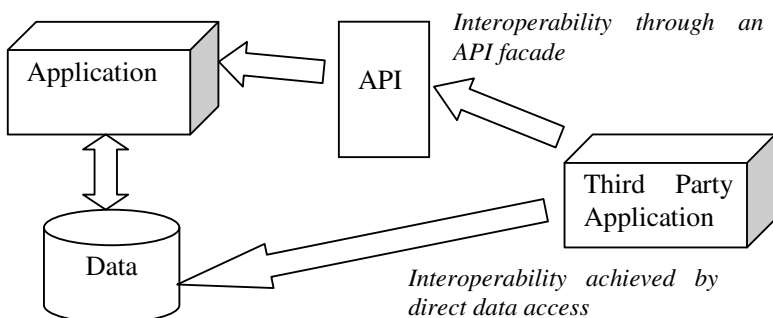 Interoperability through an
API facade
Application
API
Third Party
Application
Data
Interoperability achieved by
direct data access